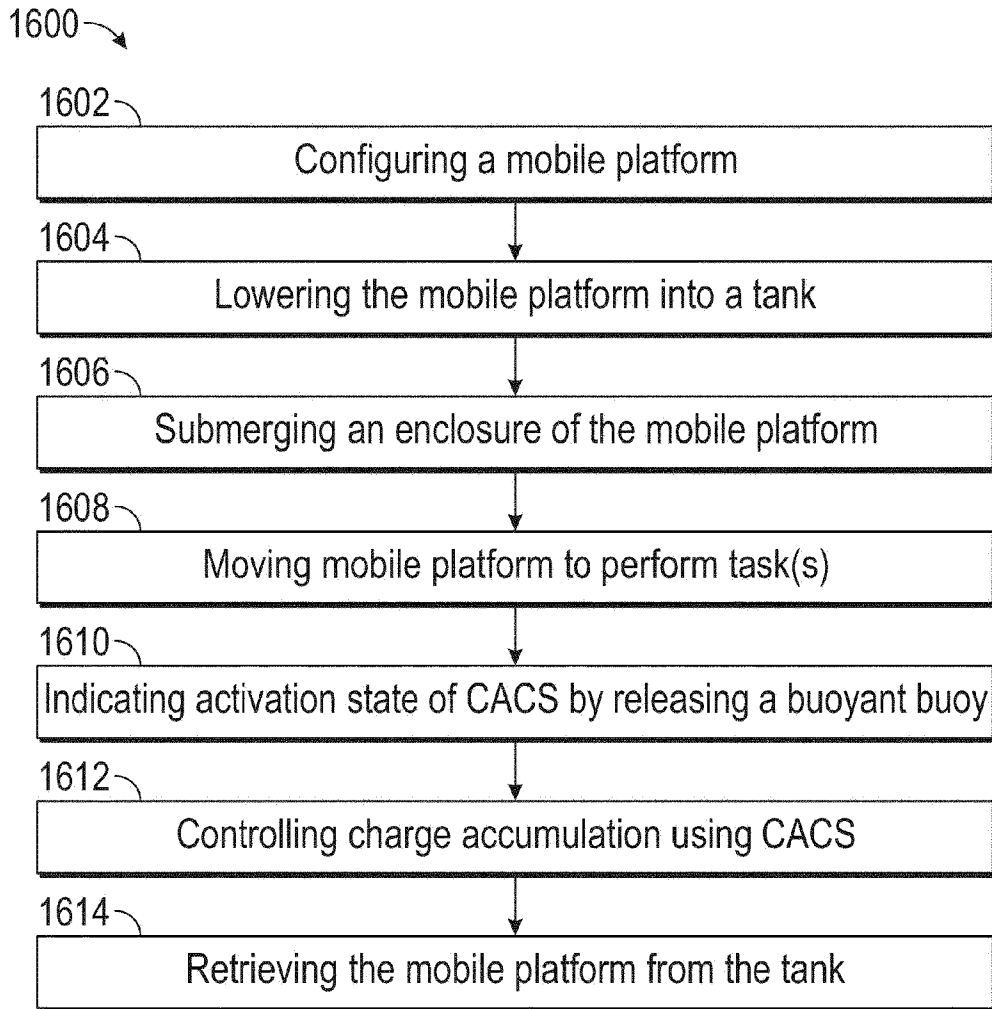 1600
1602
Configuring a mobile platform
1604
Lowering the mobile platform into a tank
1606
Submerging an enclosure of the mobile platform
1608
Moving mobile platform to perform task(s)
1610
Indicating activation state of CACS by releasing a buoyant buoy
1612
Controlling charge accumulation using CACS
1614
Retrieving the mobile platform from the tank